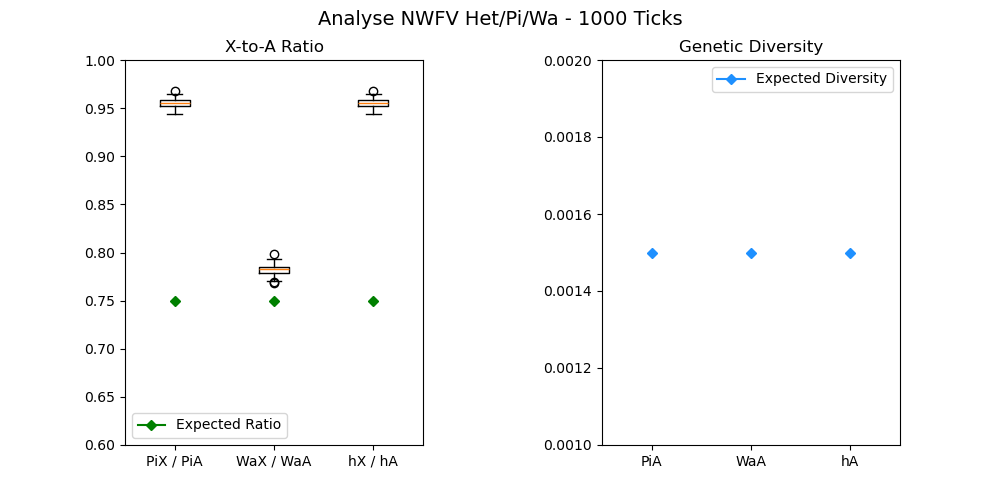 Analyse NWFV Het/Pi/Wa - 1000 Ticks
X-to-A Ratio
1.00
0.95
0.90
0.85
0.80
0.75
0.70
0.65
0.60
Expected Ratio
PiX / PiA WaX / WaA hX / hA
Genetic Diversity
0.0020
0.0018
0.0016
0.0014
0.0012
0.0010
Expected Diversity
PiA WaA hA